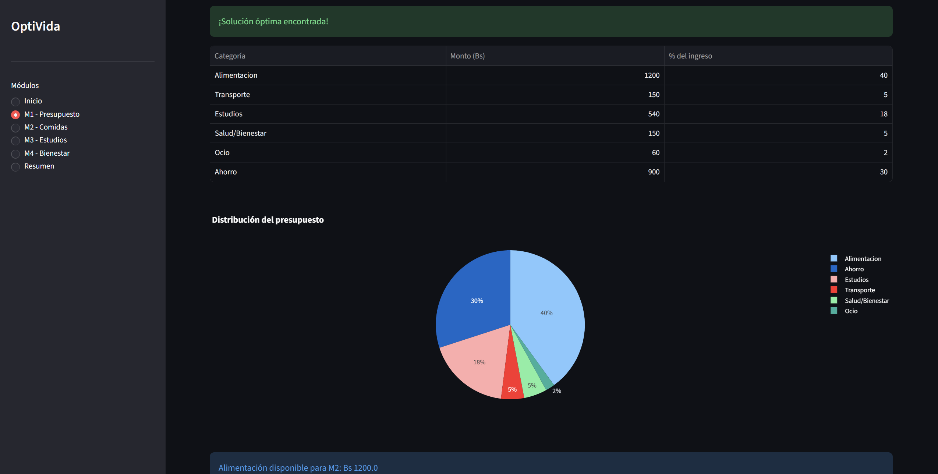 OptiVida
Módulos
Inicio
M1 - Presupuesto
M2 - Comidas
M3 - Estudios
M4 - Bienestar
Resumen
¡Solución óptima encontrada!
Categoría Monto (Bs) % del ingreso
Alimentacion 1200 40
Transporte 150 5
Estudios 540 18
Salud/Bienestar 150 5
Ocio 60 2
Ahorro 900 30
Distribución del presupuesto
30%
40%
18%
5%
5%
2%
Alimentacion
Ahorro
Estudios
Transporte
Salud/Bienestar
Ocio
Alimentación disponible para M2: Bs 1200.0